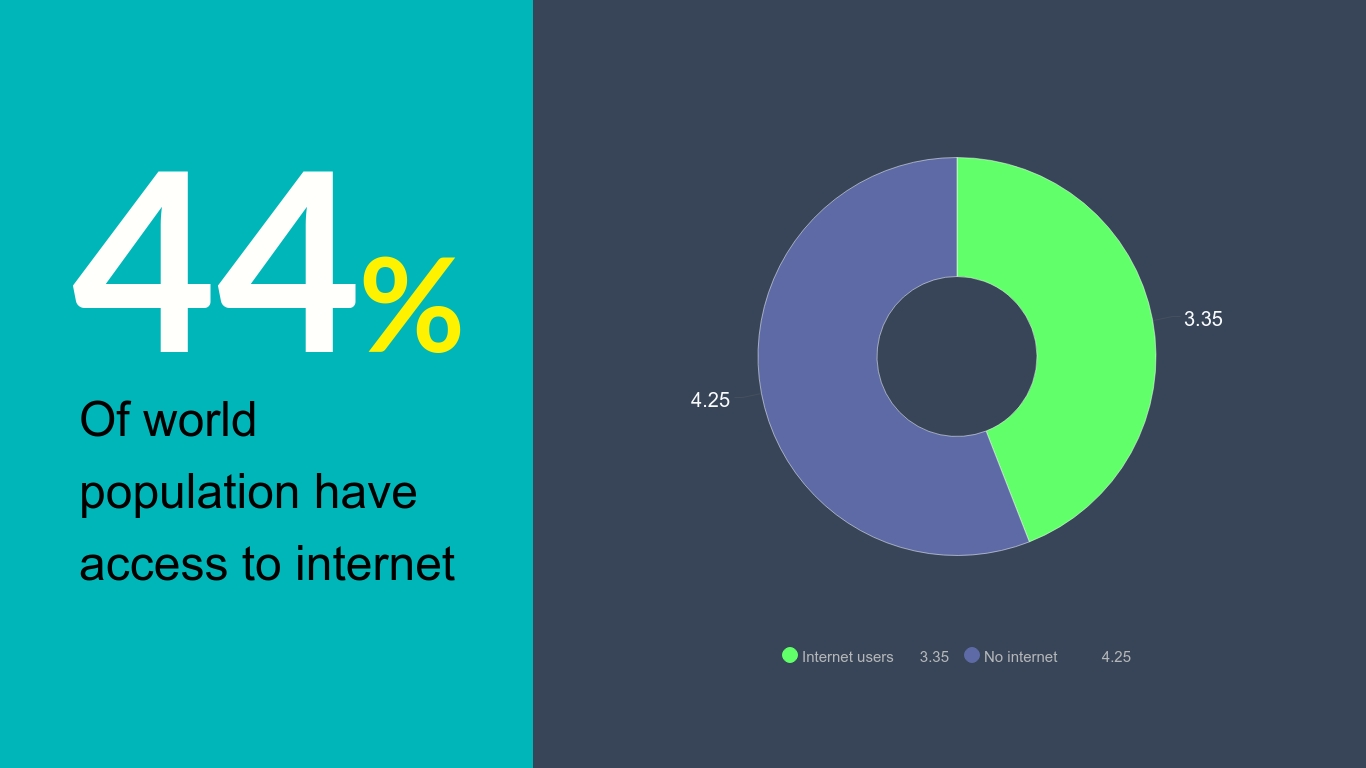 44%
Of world
population have
access to internet
3.35
4.25
Internet users 3.35 No internet 4.25